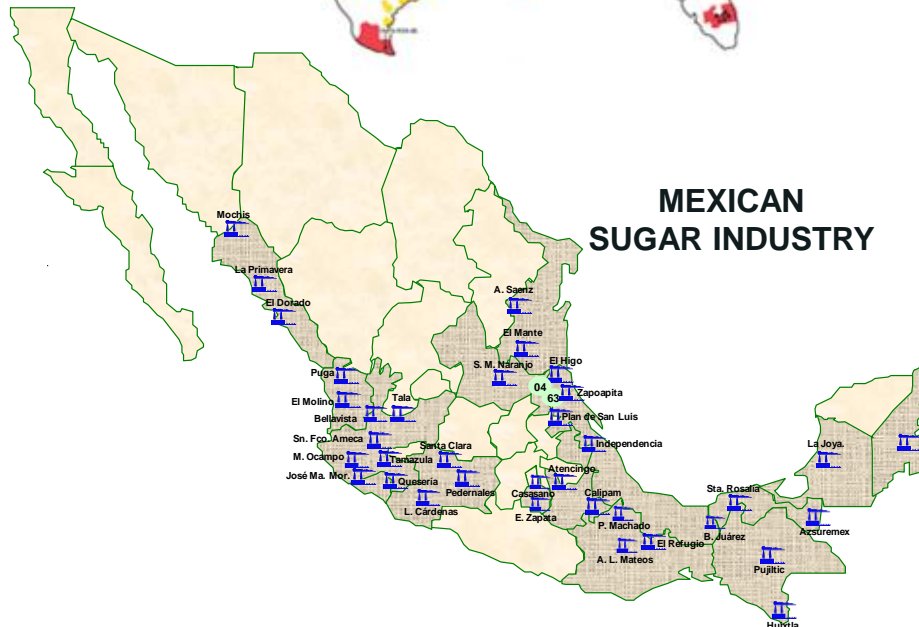 MEXICAN
SUGAR INDUSTRY
Mochis
La Primavera
El Dorado
A. Saenz
El Mante
S. M. Naranjo
El Higo
Zapoapita
04
63
Plan de San Luis
Puga
El Molino
Tala
Bellavista
Sn. Fco. Ameca
Santa Clara
Independencia
La Joya.
M. Ocampo
Tamazula
José Ma. Mor.
Quesería
Pedernales
L. Cárdenas
Atencingo
Casasano
Calipam
E. Zapata
P. Machado
Sta. Rosalía
Azsuremex
B. Juárez
El Refugio
A. L. Mateos
Pujiltic
Huixtla